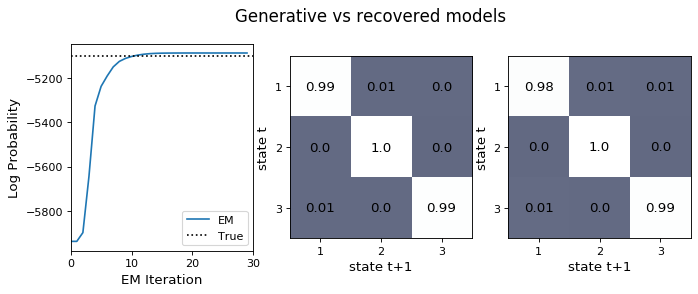 Generative vs recovered models
Log Probability
−5200
−5400
−5600
−5800
EM
True
0 10 20 30
EM Iteration
state t
1
2
3
0.99 0.01 0.0
0.0 1.0 0.0
0.01 0.0 0.99
1 2 3
state t+1
state t
1
2
3
0.98 0.01 0.01
0.0 1.0 0.0
0.01 0.0 0.99
1 2 3
state t+1